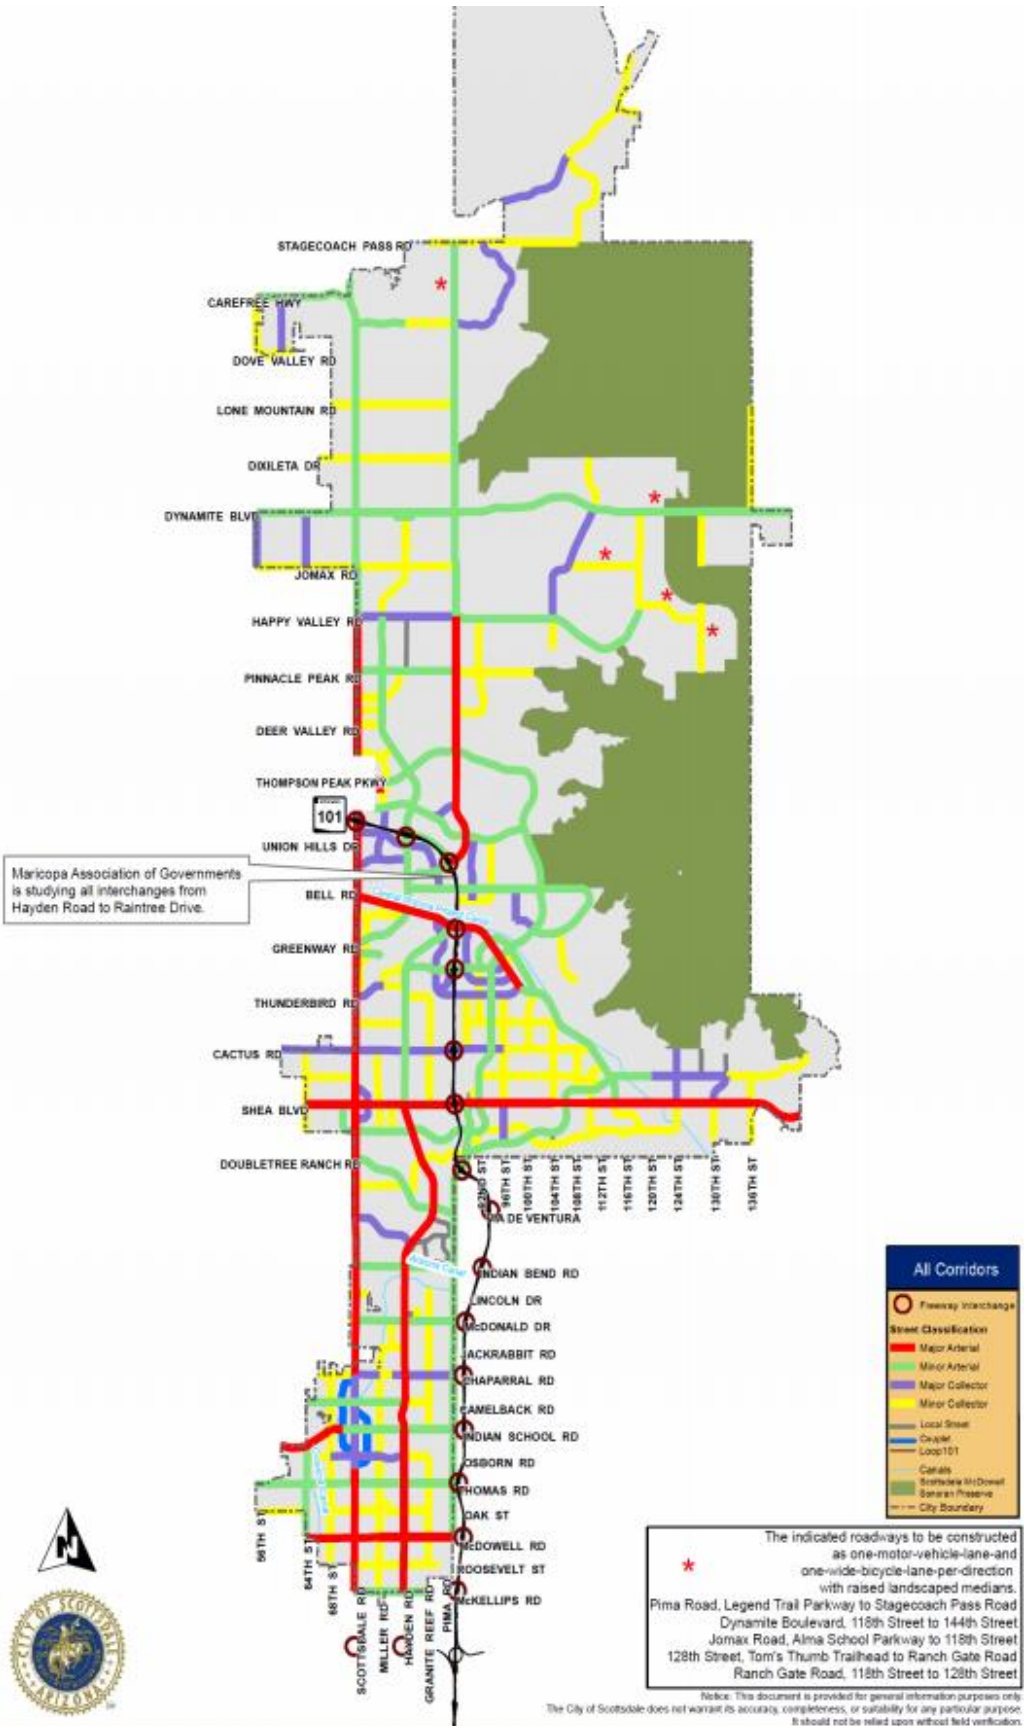 STAGECOACH PASS RD
CAREFREE HWY
DOVE VALLEY RD
LONE MOUNTAIN RD
DIXILETA DR
DYNAMITE BLVD
JOMAX RD
HAPPY VALLEY RD
PINNACLE PEAK RD
DEER VALLEY RD
THOMPSON PEAK PKWY
101
UNION HILLS DR
Maricopa Association of Governments
is studying all interchanges from
Hayden Road to Raintree Drive.
BELL RD
GREENWAY RD
THUNDERBIRD RD
CACTUS RD
SHEA BLVD
DOUBLETREE RANCH RD
92ND ST
96TH ST
100TH ST
104TH ST
108TH ST
112TH ST
116TH ST
120TH ST
124TH ST
130TH ST
136TH ST
VIA DE VENTURA
Arizona Canal
INDIAN BEND RD
LINCOLN DR
McDONALD DR
JACKRABBIT RD
CHAPARRAL RD
CAMELBACK RD
INDIAN SCHOOL RD
OSBORN RD
THOMAS RD
OAK ST
McDOWELL RD
ROOSEVELT ST
McKELLIPS RD
56TH ST
64TH ST
68TH ST
SCOTTSDALE RD
MILLER RD
HAYDEN RD
GRANITE REEF RD
PIMA RD
All Corridors
Freeway Interchange
Street Classification
Major Arterial
Minor Arterial
Major Collector
Minor Collector
Local Street
Couplet
Loop101
Canals
Scottsdale McDowell
Sonoran Preserve
City Boundary
The indicated roadways to be constructed
* as one-motor-vehicle-lane-and
one-wide-bicycle-lane-per-direction
with raised landscaped medians.
Pima Road, Legend Trail Parkway to Stagecoach Pass Road
Dynamite Boulevard, 118th Street to 144th Street
Jomax Road, Alma School Parkway to 118th Street
128th Street, Tom's Thumb Trailhead to Ranch Gate Road
Ranch Gate Road, 118th Street to 128th Street
Notice: This document is provided for general information purposes only.
The City of Scottsdale does not warrant its accuracy, completeness, or suitability for any particular purpose.
It should not be relied upon without field verification.
CITY OF SCOTTSDALE
ARIZONA